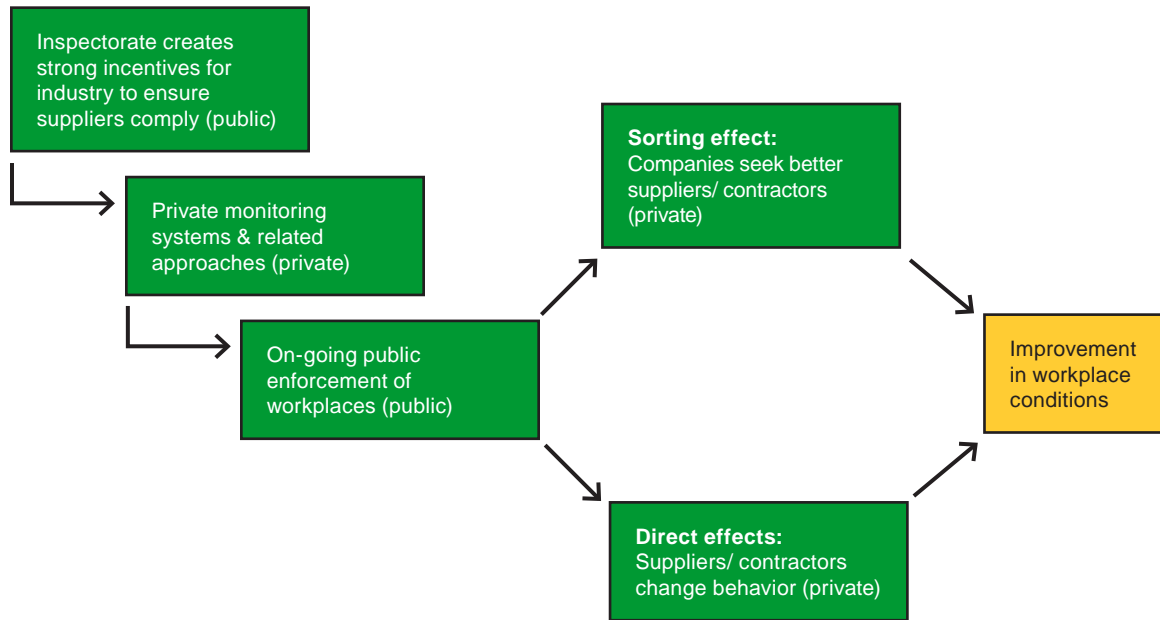 Inspectorate creates
strong incentives for
industry to ensure
suppliers comply (public)
Private monitoring
systems & related
approaches (private)
On-going public
enforcement of
workplaces (public)
Sorting effect:
Companies seek better
suppliers/ contractors
(private)
Direct effects:
Suppliers/ contractors
change behavior (private)
Improvement
in workplace
conditions